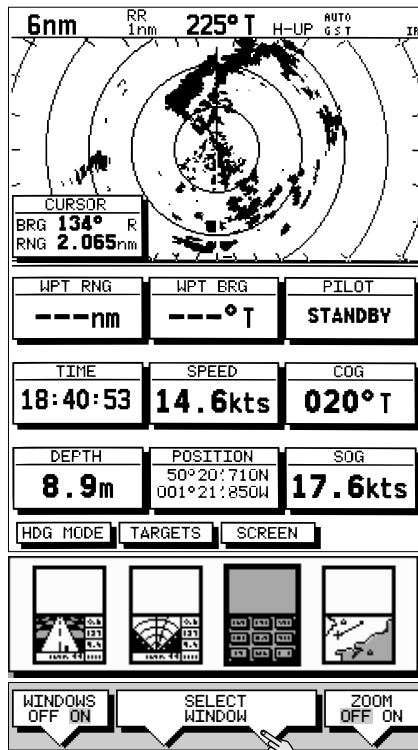 6nm RR 1nm 225°T H-UP AUTO GST IR
CURSOR
BRG 134° R
RNG 2.065nm
WPT RNG WPT BRG PILOT
---nm ---°T STANDBY
TIME SPEED COG
18:40:53 14.6kts 020°T
DEPTH POSITION SOG
8.9m 50°20'.710N 001°21'.850W 17.6kts
HDG MODE TARGETS SCREEN
WINDOWS OFF ON SELECT WINDOW ZOOM OFF ON